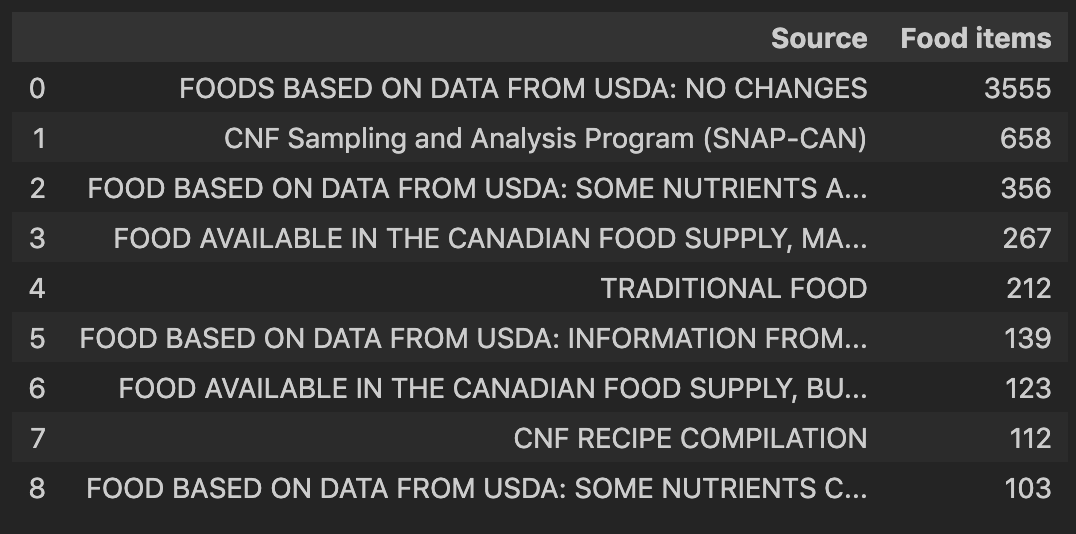 Source Food items
0 FOODS BASED ON DATA FROM USDA: NO CHANGES 3555
1 CNF Sampling and Analysis Program (SNAP-CAN) 658
2 FOOD BASED ON DATA FROM USDA: SOME NUTRIENTS A... 356
3 FOOD AVAILABLE IN THE CANADIAN FOOD SUPPLY, MA... 267
4 TRADITIONAL FOOD 212
5 FOOD BASED ON DATA FROM USDA: INFORMATION FROM... 139
6 FOOD AVAILABLE IN THE CANADIAN FOOD SUPPLY, BU... 123
7 CNF RECIPE COMPILATION 112
8 FOOD BASED ON DATA FROM USDA: SOME NUTRIENTS C... 103